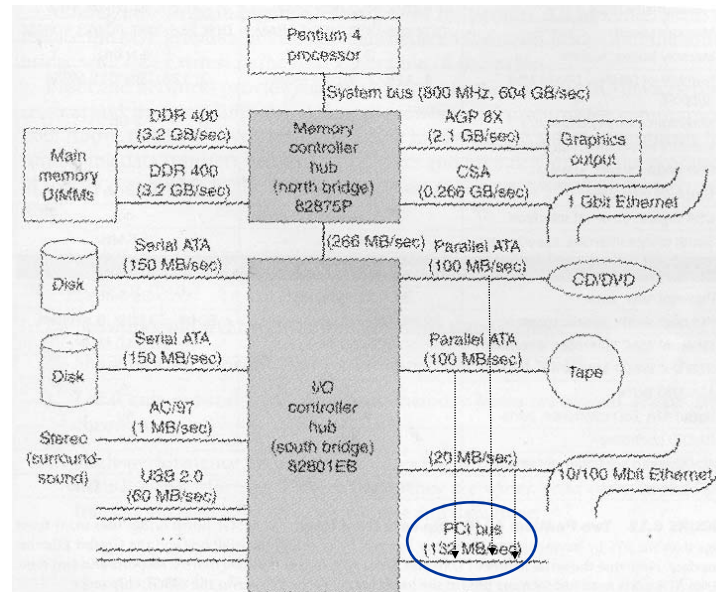 Pentium 4
processor
System bus (800 MHz, 604 GB/sec)
DDR 400
(3.2 GB/sec)
Main
memory
DIMMs
DDR 400
(3.2 GB/sec)
Memory
controller
hub
(north bridge)
82875P
AGP 8X
(2.1 GB/sec)
Graphics
output
CSA
(0.266 GB/sec)
1 Gbit Ethernet
(266 MB/sec)
Serial ATA
(150 MB/sec)
Disk
Parallel ATA
(100 MB/sec)
CD/DVD
Serial ATA
(150 MB/sec)
Disk
Parallel ATA
(100 MB/sec)
Tape
I/O
controller
hub
(south bridge)
82801EB
AC/97
(1 MB/sec)
Stereo
(surround-
sound)
USB 2.0
(60 MB/sec)
. . .
(20 MB/sec)
10/100 Mbit Ethernet
PCI bus
(132 MB/sec)